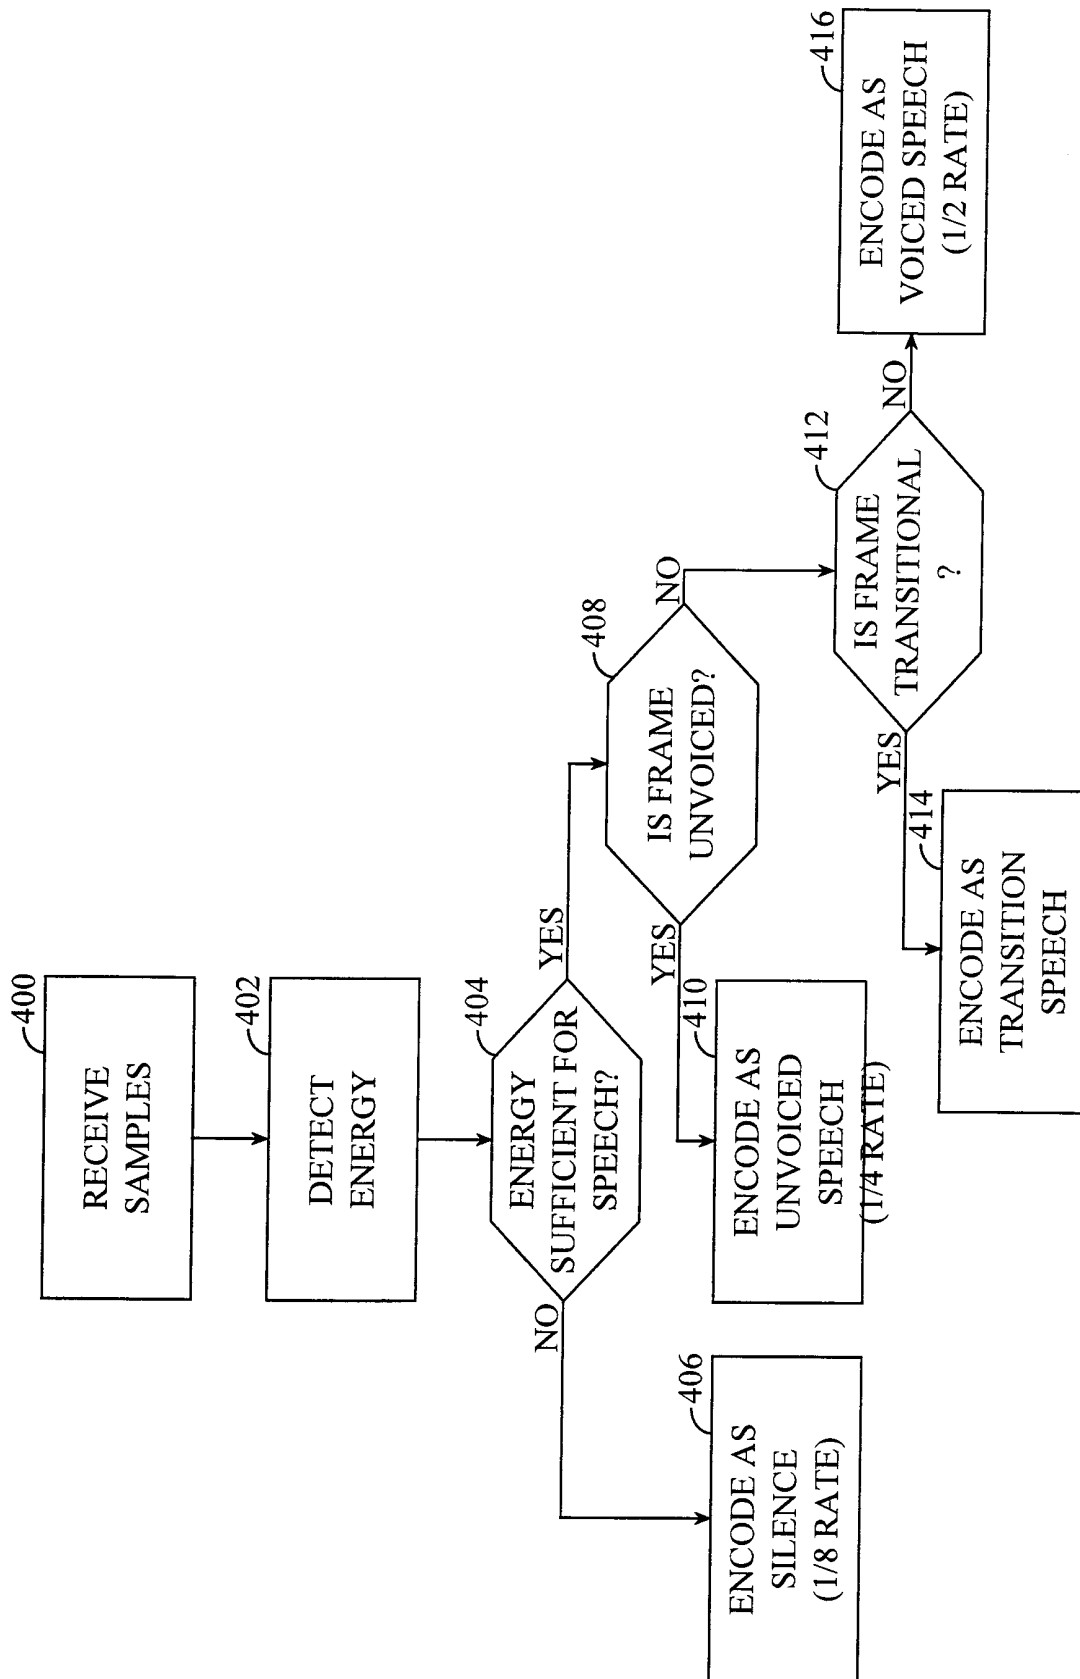 400
RECEIVE
SAMPLES
402
DETECT
ENERGY
404
ENERGY
SUFFICIENT FOR
SPEECH?
NO
YES
406
ENCODE AS
SILENCE
(1/8 RATE)
408
IS FRAME
UNVOICED?
YES
NO
410
ENCODE AS
UNVOICED
SPEECH
(1/4 RATE)
412
IS FRAME
TRANSITIONAL
?
YES
NO
414
ENCODE AS
TRANSITION
SPEECH
416
ENCODE AS
VOICED SPEECH
(1/2 RATE)